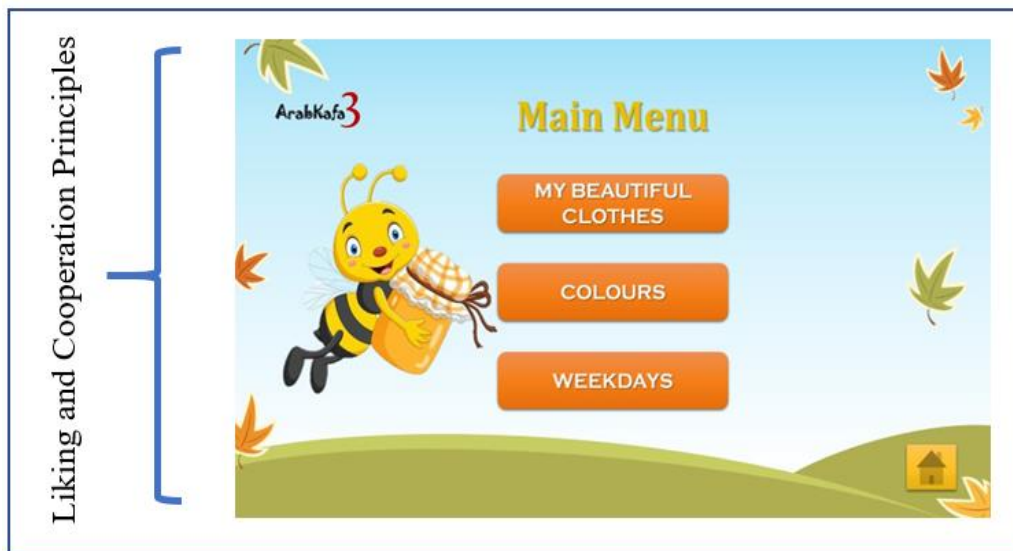 Liking and Cooperation Principles
ArabKafa3
Main Menu
MY BEAUTIFUL
CLOTHES
COLOURS
WEEKDAYS